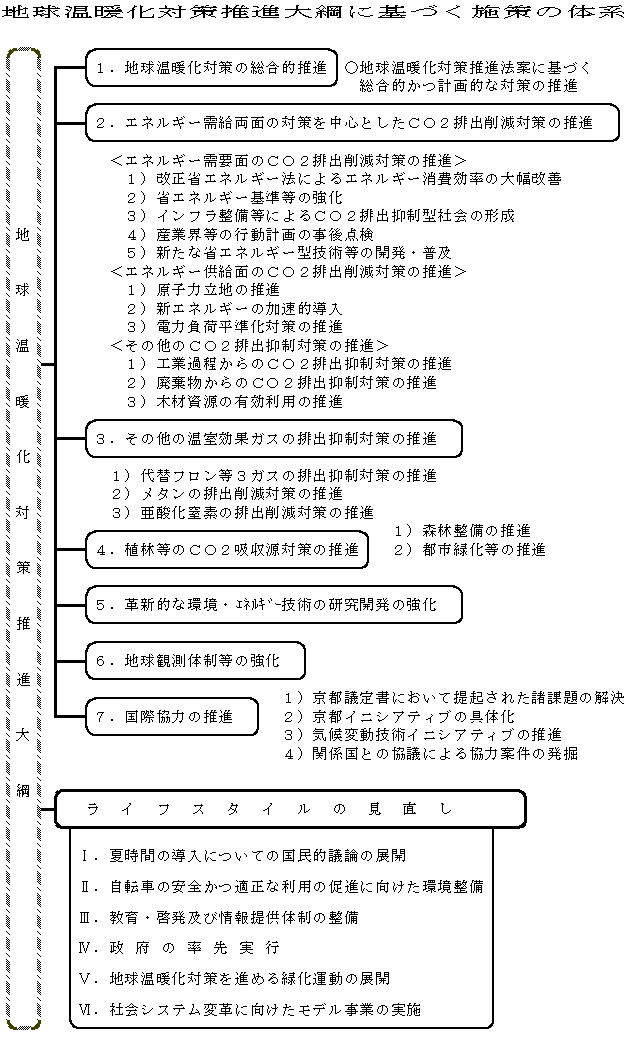 地球温暖化対策推進大綱に基づく施策の体系
地球温暖化対策推進大綱
１．地球温暖化対策の総合的推進
○地球温暖化対策推進法案に基づく
総合的かつ計画的な対策の推進
２．エネルギー需給両面の対策を中心としたＣＯ２排出削減対策の推進
＜エネルギー需要面のＣＯ２排出削減対策の推進＞
１）改正省エネルギー法によるエネルギー消費効率の大幅改善
２）省エネルギー基準等の強化
３）インフラ整備等によるＣＯ２排出抑制型社会の形成
４）産業界等の行動計画の事後点検
５）新たな省エネルギー型技術等の開発・普及
＜エネルギー供給面のＣＯ２排出削減対策の推進＞
１）原子力立地の推進
２）新エネルギーの加速的導入
３）電力負荷平準化対策の推進
＜その他のＣＯ２排出抑制対策の推進＞
１）工業過程からのＣＯ２排出抑制対策の推進
２）廃棄物からのＣＯ２排出抑制対策の推進
３）木材資源の有効利用の推進
３．その他の温室効果ガスの排出抑制対策の推進
１）代替フロン等３ガスの排出抑制対策の推進
２）メタンの排出削減対策の推進
３）亜酸化窒素の排出削減対策の推進
４．植林等のＣＯ２吸収源対策の推進
１）森林整備の推進
２）都市緑化等の推進
５．革新的な環境・ｴﾈﾙｷﾞｰ技術の研究開発の強化
６．地球観測体制等の強化
７．国際協力の推進
１）京都議定書において提起された諸課題の解決
２）京都イニシアティブの具体化
３）気候変動技術イニシアティブの推進
４）関係国との協議による協力案件の発掘
ライフスタイルの見直し
Ⅰ．夏時間の導入についての国民的議論の展開
Ⅱ．自転車の安全かつ適正な利用の促進に向けた環境整備
Ⅲ．教育・啓発及び情報提供体制の整備
Ⅳ．政府の率先実行
Ⅴ．地球温暖化対策を進める緑化運動の展開
Ⅵ．社会システム変革に向けたモデル事業の実施